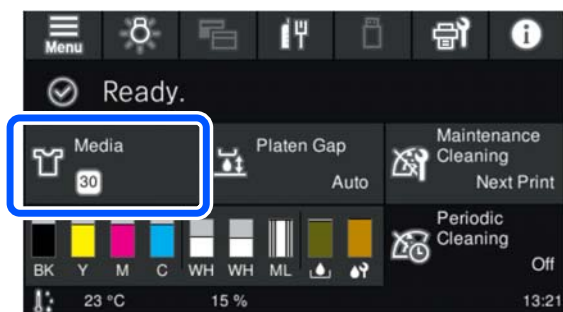 Menu
i
Ready.
Media
30
Platen Gap
Auto
Maintenance
Cleaning
Next Print
BK Y M C WH WH ML
Periodic
Cleaning
Off
23 °C 15 % 13:21